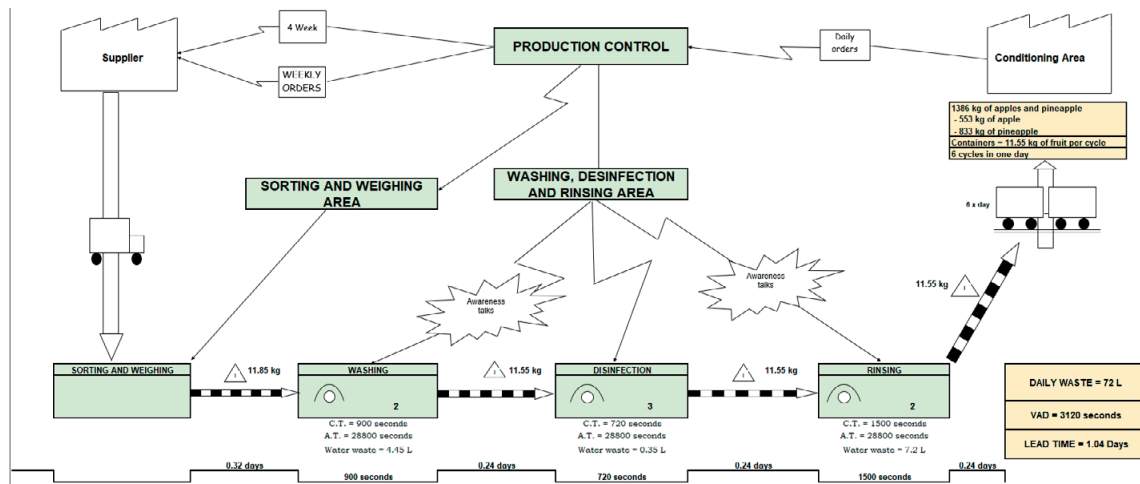 Supplier
4 Week
WEEKLY
ORDERS
PRODUCTION CONTROL
Daily
orders
Conditioning Area
1386 kg of apples and pineapple
- 553 kg of apple
- 833 kg of pineapple
Containers = 11.55 kg of fruit per cycle
6 cycles in one day
SORTING AND WEIGHING
AREA
WASHING, DESINFECTION
AND RINSING AREA
6 x day
Awareness
talks
Awareness
talks
11.55 kg
I
SORTING AND WEIGHING
I
11.85 kg
WASHING
2
I
11.55 kg
DISINFECTION
3
I
11.55 kg
RINSING
2
C.T. = 900 seconds
A.T. = 28800 seconds
Water waste = 4.45 L
C.T. = 720 seconds
A.T. = 28800 seconds
Water waste = 0.35 L
C.T. = 1500 seconds
A.T. = 28800 seconds
Water waste = 7.2 L
DAILY WASTE = 72 L
VAD = 3120 seconds
LEAD TIME = 1.04 Days
0.32 days
900 seconds
0.24 days
720 seconds
0.24 days
1500 seconds
0.24 days